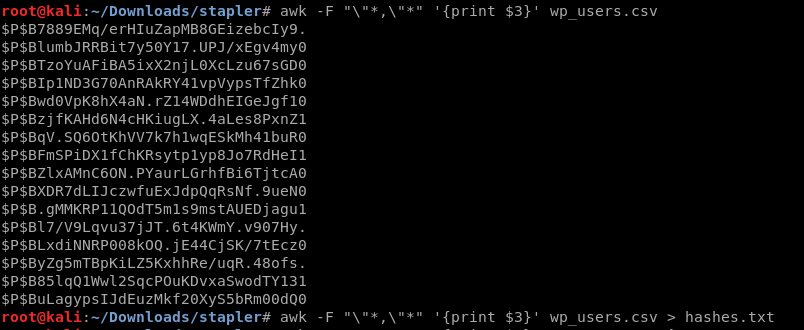 root@kali:~/Downloads/stapler# awk -F "\"*,\"*" '{print $3}' wp_users.csv
$P$B7889EMq/erHIuZapMB8GEizebcIy9.
$P$BlumbJRRBit7y50Y17.UPJ/xEgv4my0
$P$BTzoYuAFiBA5ixX2njL0XcLzu67sGD0
$P$BIp1ND3G70AnRAkRY41vpVypsTfZhk0
$P$Bwd0VpK8hX4aN.rZ14WDdhEIGeJgf10
$P$BzjfKAHd6N4cHKiugLX.4aLes8PxnZ1
$P$BqV.SQ6OtKhVV7k7h1wqESkMh41buR0
$P$BFmSPiDX1fChKRsytp1yp8Jo7RdHeI1
$P$BZlxAMnC6ON.PYaurLGrhfBi6TjtcA0
$P$BXDR7dLIJczwfuExJdpQqRsNf.9ueN0
$P$B.gMMKRP11QOdT5m1s9mstAUEDjagu1
$P$Bl7/V9Lqvu37jJT.6t4KWmY.v907Hy.
$P$BLxdiNNRP008kOQ.jE44CjSK/7tEcz0
$P$ByZg5mTBpKiLZ5KxhhRe/uqR.48ofs.
$P$B85lqQ1Wwl2SqcPOuKDvxaSwodTY131
$P$BuLagypsIJdEuzMkf20XyS5bRm00dQ0
root@kali:~/Downloads/stapler# awk -F "\"*,\"*" '{print $3}' wp_users.csv > hashes.txt